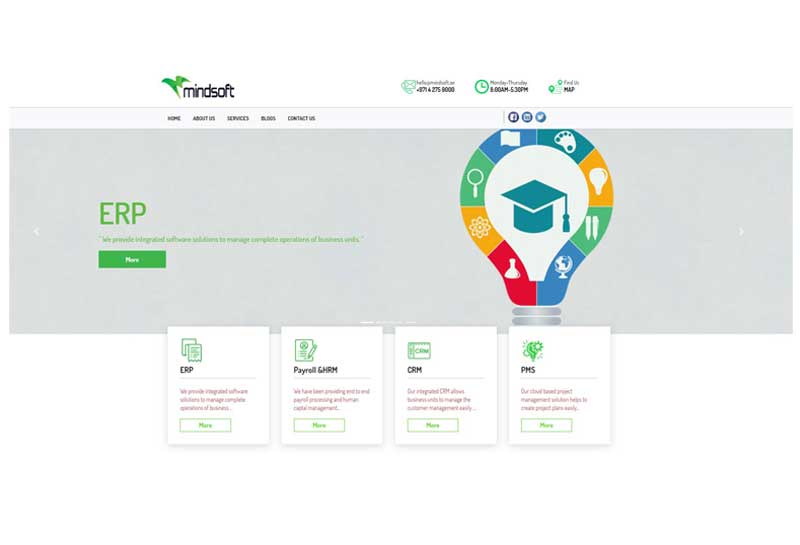 mindsoft
hello@mindsoft.ae
+971 4 275 9000
Monday-Thursday
8:00AM-5:30PM
Find Us
MAP
HOME ABOUT US SERVICES BLOGS CONTACT US
ERP
" We provide integrated software solutions to manage complete operations of business units. "
More
CRM
ERP
We provide integrated software
solutions to manage complete
operations of business...
More
Payroll &HRM
We have been providing end to end
payroll processing and human
capital management...
More
CRM
Our integrated CRM allows
business units to manage the
customer management easily....
More
PMS
Our cloud based project
management solution helps to
create project plans easily...
More